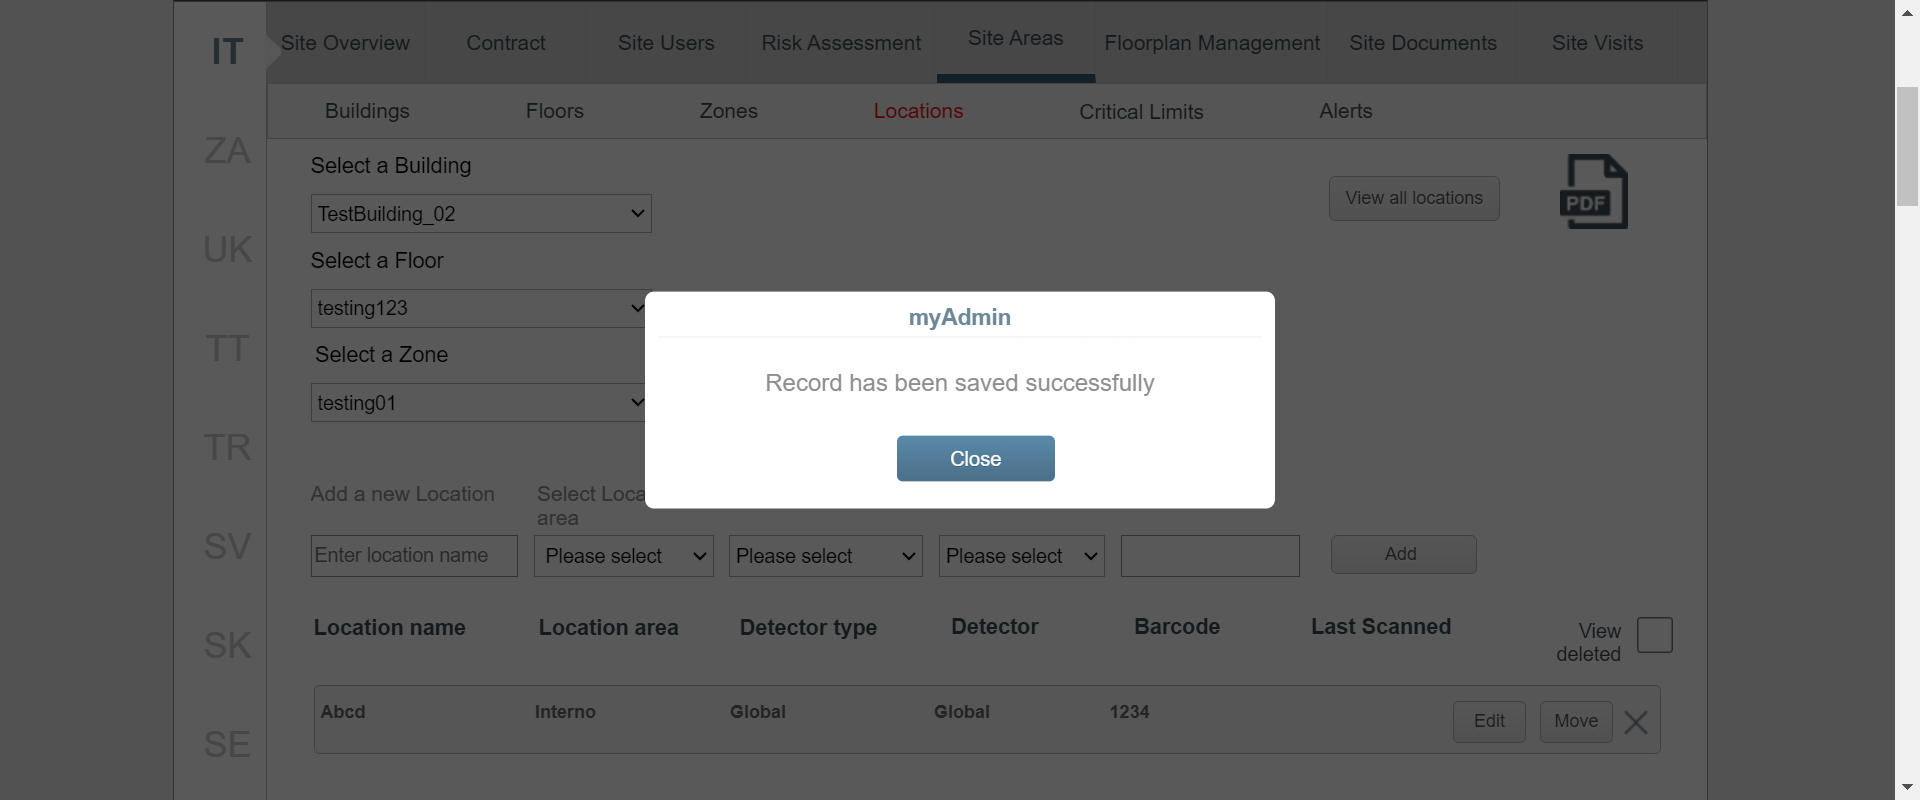 IT
Site Overview
Contract
Site Users
Risk Assessment
Site Areas
Floorplan Management
Site Documents
Site Visits
Buildings
Floors
Zones
Locations
Critical Limits
Alerts
ZA
UK
TT
TR
SV
SK
SE
Select a Building
TestBuilding_02
View all locations
PDF
Select a Floor
testing123
Select a Zone
testing01
myAdmin
Record has been saved successfully
Close
Add a new Location
Select Loca
area
Enter location name
Please select
Please select
Please select
Add
Location name
Location area
Detector type
Detector
Barcode
Last Scanned
View
deleted
Abcd
Interno
Global
Global
1234
Edit
Move